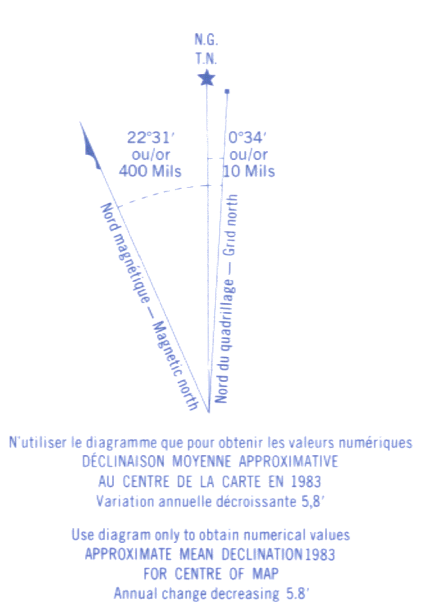 N.G.
T.N.
22°31′
ou/or
400 Mils
0°34′
ou/or
10 Mils
Nord magnétique — Magnetic north
Nord du quadrillage — Grid north
N'utiliser le diagramme que pour obtenir les valeurs numériques
DÉCLINAISON MOYENNE APPROXIMATIVE
AU CENTRE DE LA CARTE EN 1983
Variation annuelle décroissante 5,8′
Use diagram only to obtain numerical values
APPROXIMATE MEAN DECLINATION 1983
FOR CENTRE OF MAP
Annual change decreasing 5.8′